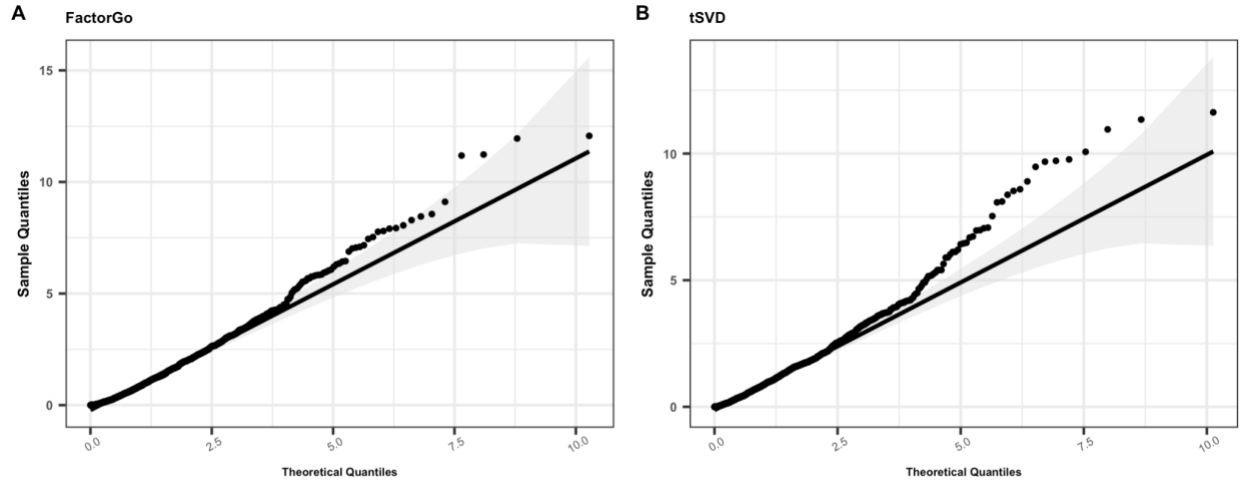 A
FactorGo
15
10
5
0
Sample Quantiles
0.0
2.5
5.0
7.5
10.0
Theoretical Quantiles
B
tSVD
10
5
0
Sample Quantiles
0.0
2.5
5.0
7.5
10.0
Theoretical Quantiles